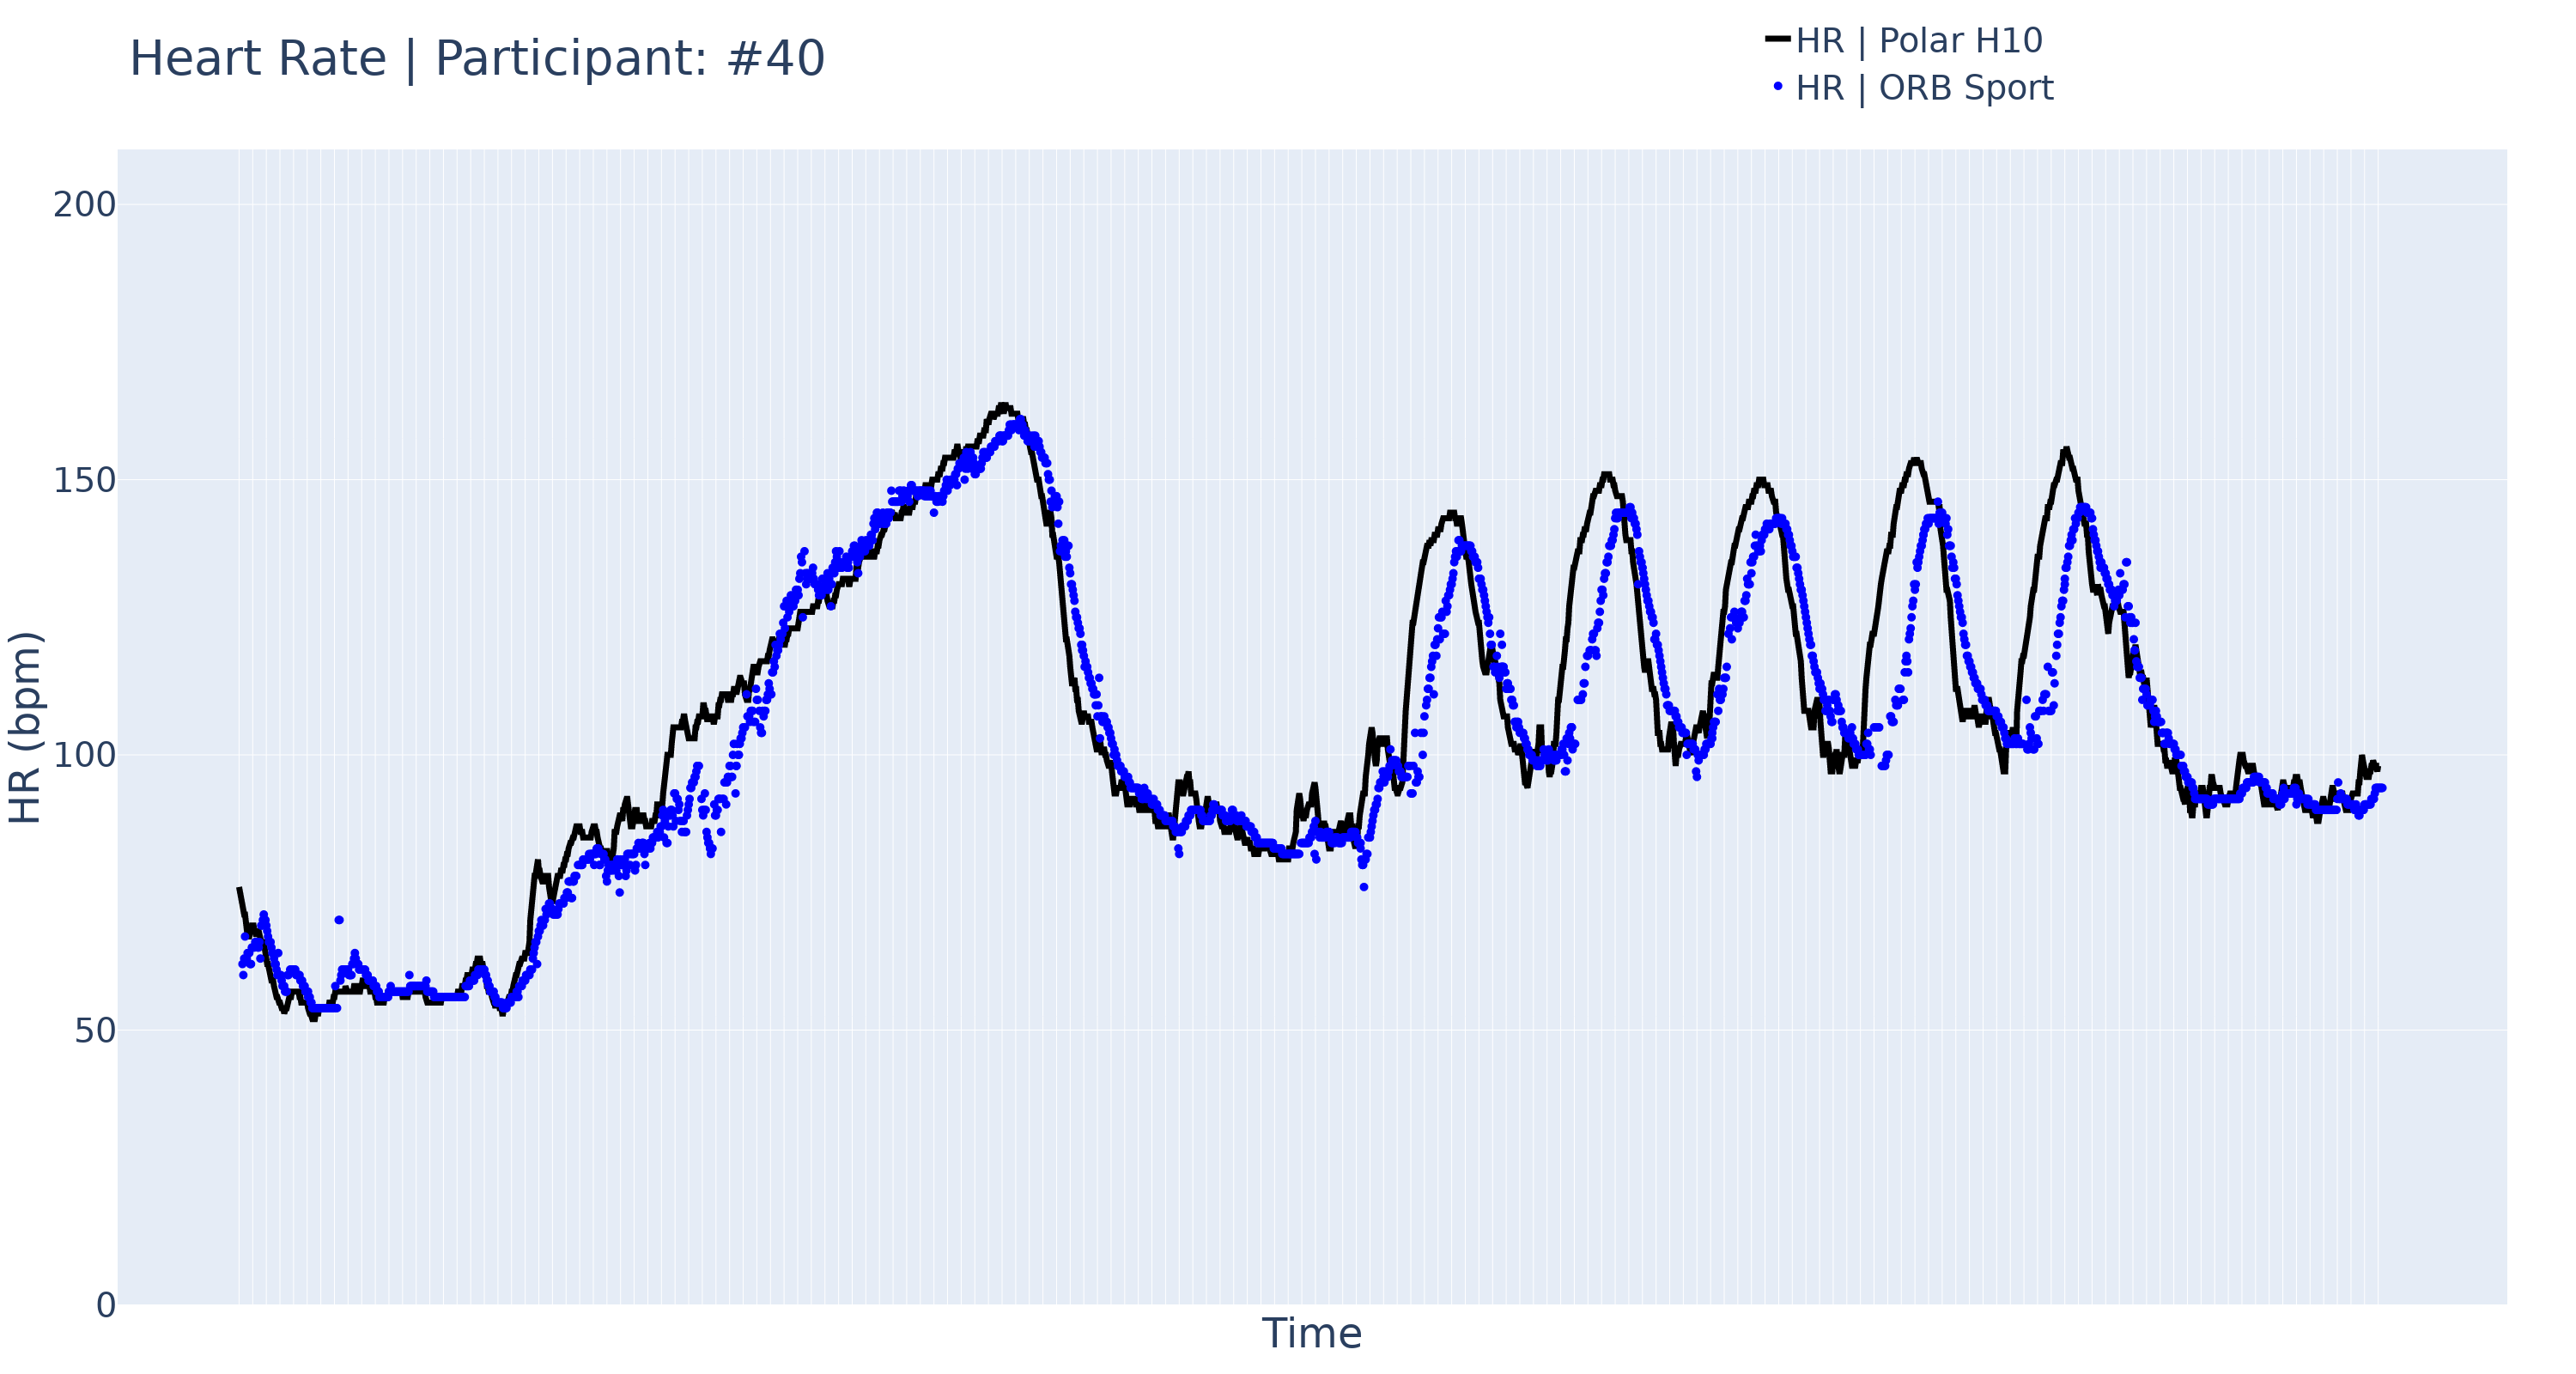 Heart Rate | Participant: #40
HR | Polar H10
HR | ORB Sport
200
150
100
50
0
HR (bpm)
Time